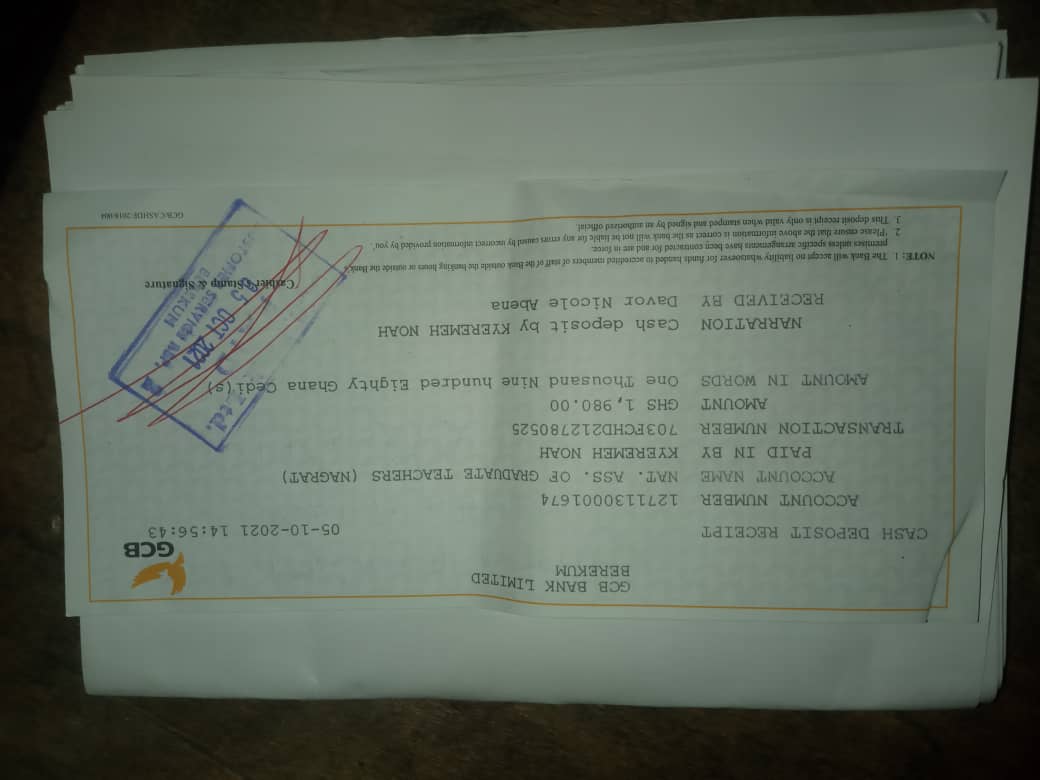 GCB BANK LIMITED
BEREKUM
GCB
CASH DEPOSIT RECEIPT 05-10-2021 14:56:43
ACCOUNT NUMBER 1271130001674
ACCOUNT NAME NAT. ASS. OF GRADUATE TEACHERS (NAGRAT)
PAID IN BY KYEREMEH NOAH
TRANSACTION NUMBER 703FCHD212780525
AMOUNT GHS 1,980.00
AMOUNT IN WORDS One Thousand Nine hundred Eighty Ghana Cedi(s)
NARRATION Cash deposit by KYEREMEH NOAH
RECEIVED BY Davor Nicole Abena
Ltd.
05 OCT 2021
SERVICE
Cashier Stamp & Signature
NOTE: 1 The Bank will accept no liability whatsoever for funds handed to accredited members of staff of the Bank outside the banking hours or outside the Bank's
premises unless specific arrangements have been contracted for and are in force.
2. 'Please ensure that the above information is correct as the bank will not be liable for any errors caused by incorrect information provided by you'.
3. This deposit receipt is only valid when stamped and signed by an authorized official.
GCB/CASHDF/2018/004